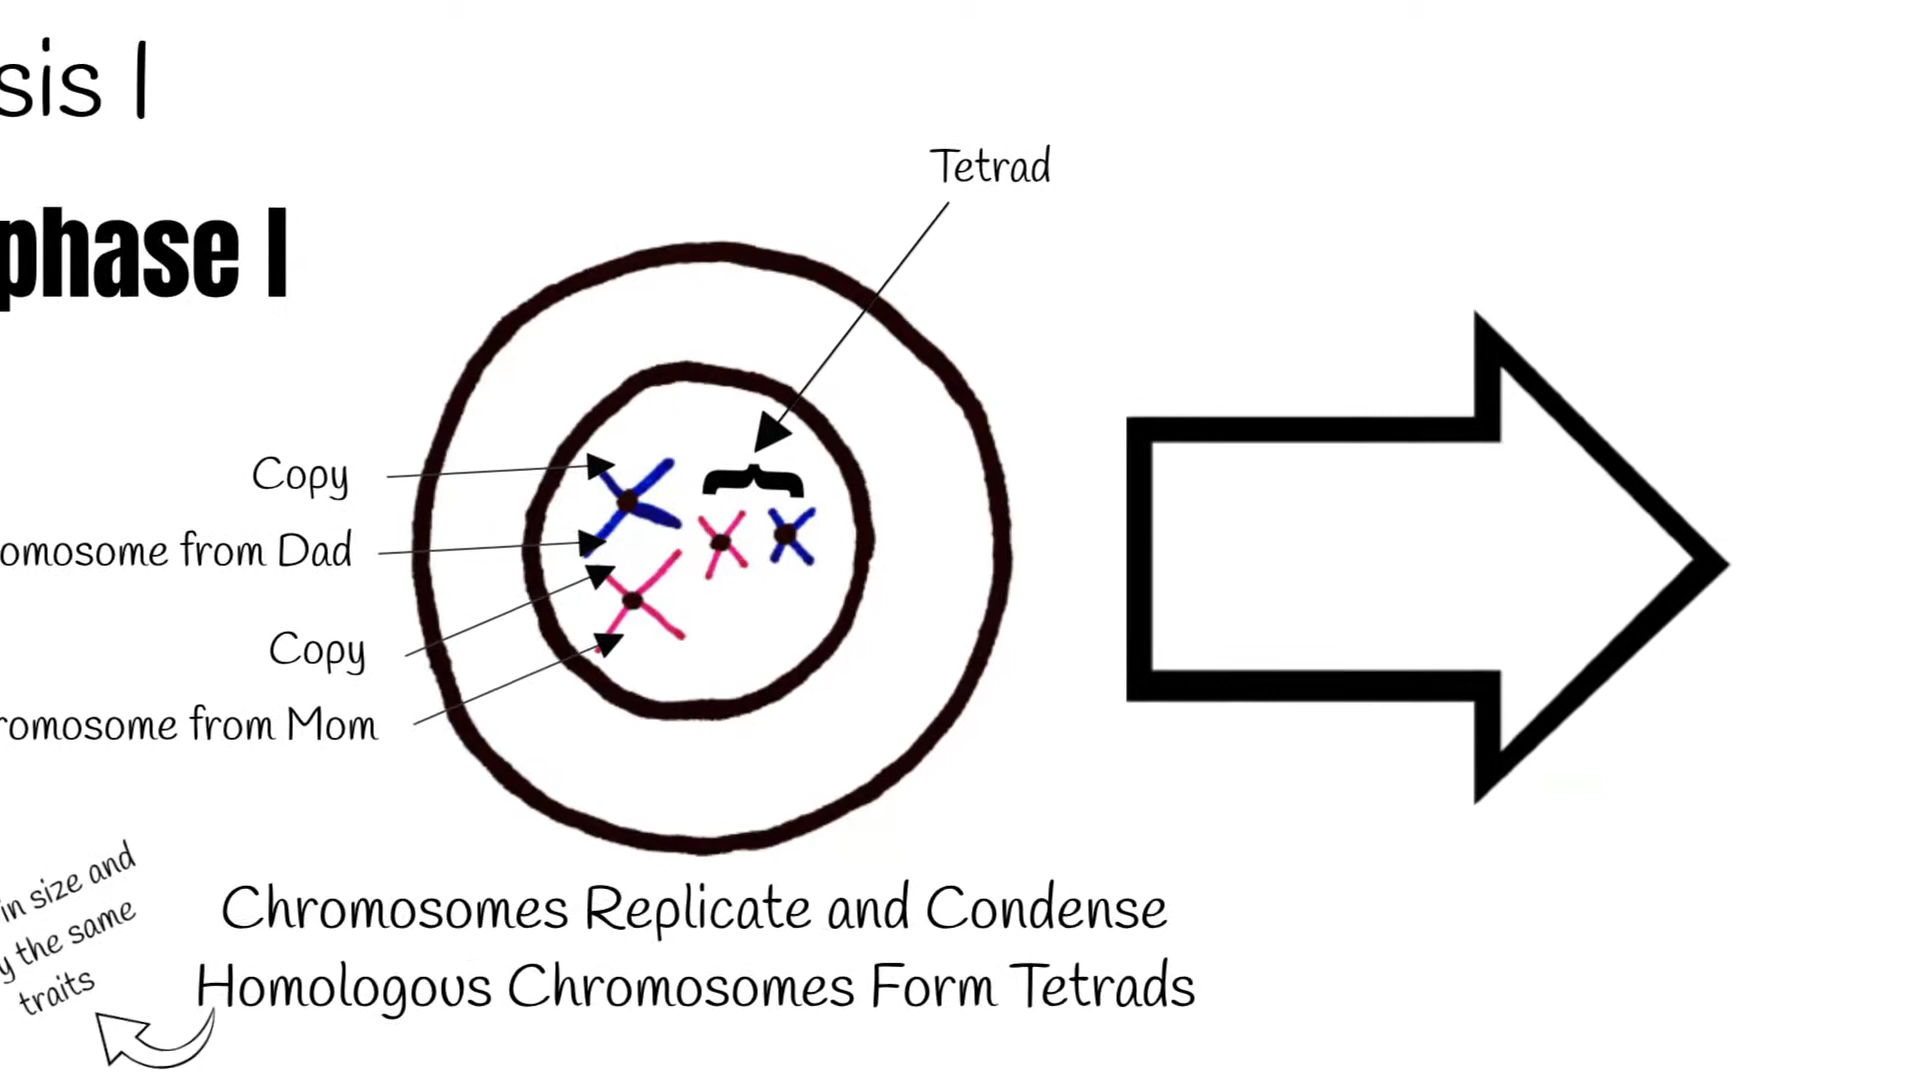 sis I
phase I
Tetrad
Copy
omosome from Dad
Copy
romosome from Mom
in size and
y the same
traits
Chromosomes Replicate and Condense
Homologous Chromosomes Form Tetrads